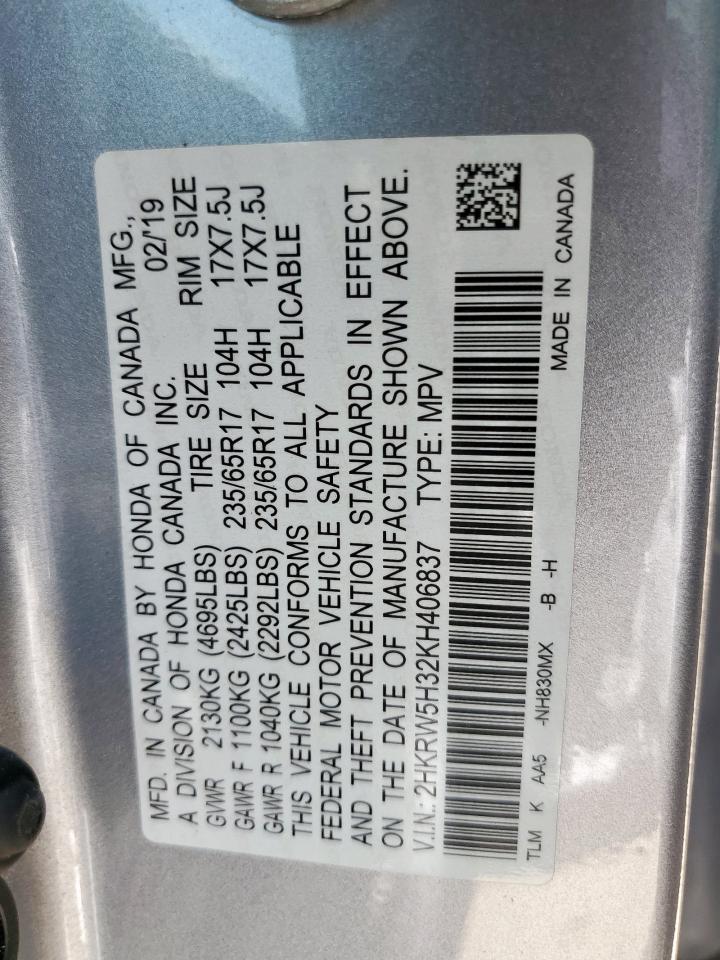 MFD. IN CANADA BY HONDA OF CANADA MFG.,
A DIVISION OF HONDA CANADA INC. 02/'19
GVWR 2130KG (4695LBS) TIRE SIZE RIM SIZE
GAWR F 1100KG (2425LBS) 235/65R17 104H 17X7.5J
GAWR R 1040KG (2292LBS) 235/65R17 104H 17X7.5J
THIS VEHICLE CONFORMS TO ALL APPLICABLE
FEDERAL MOTOR VEHICLE SAFETY
AND THEFT PREVENTION STANDARDS IN EFFECT
ON THE DATE OF MANUFACTURE SHOWN ABOVE.
V.I.N.: 2HKRW5H32KH406837 TYPE: MPV
TLM K AA5 -NH830MX -B -H
MADE IN CANADA